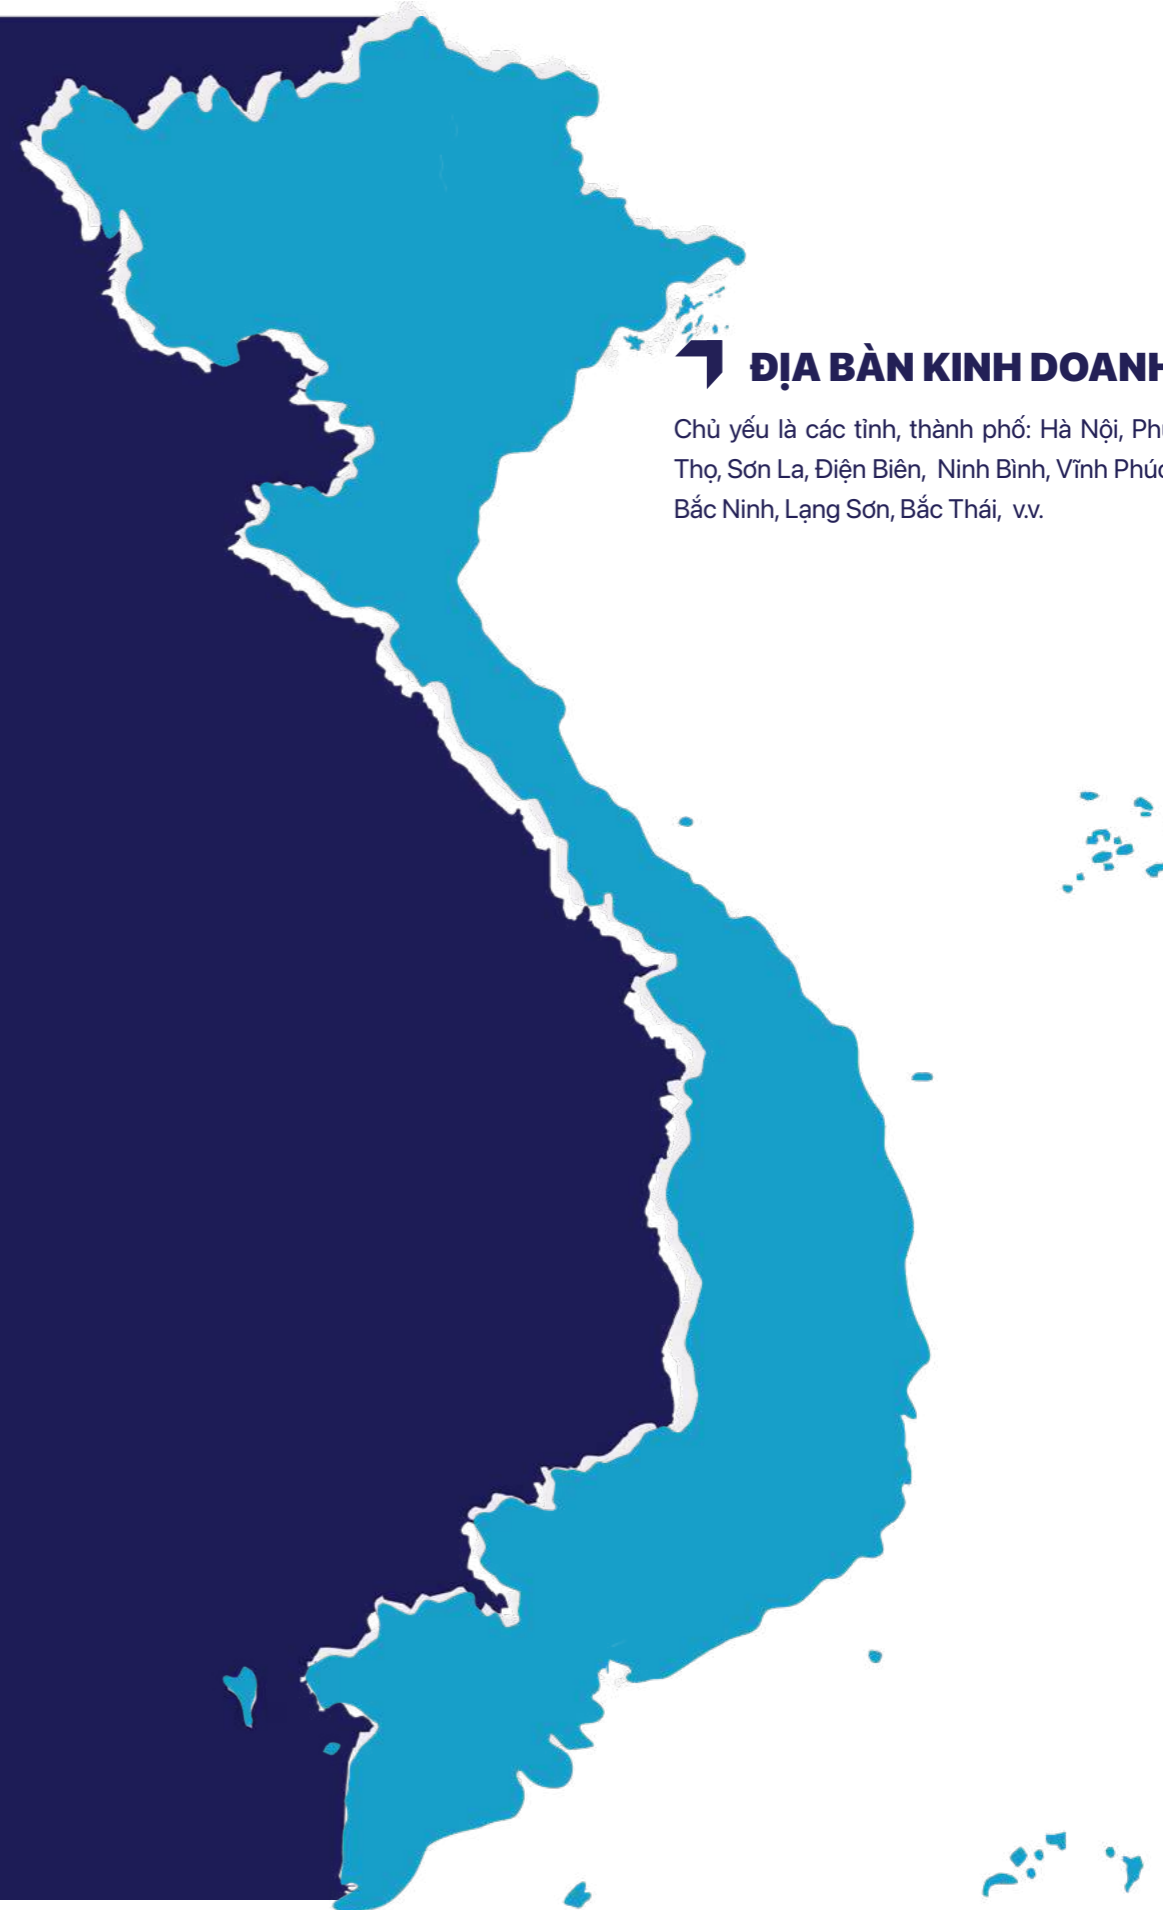 ĐỊA BÀN KINH DOANH
Chủ yếu là các tỉnh, thành phố: Hà Nội, Phú
Thọ, Sơn La, Điện Biên, Ninh Bình, Vĩnh Phúc
Bắc Ninh, Lạng Sơn, Bắc Thái, v.v.